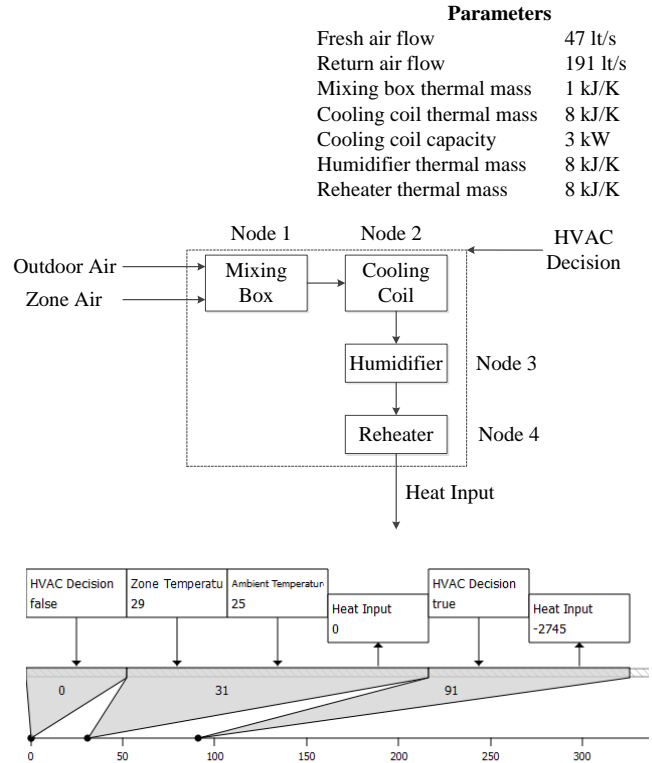 Parameters
Fresh air flow 47 lt/s
Return air flow 191 lt/s
Mixing box thermal mass 1 kJ/K
Cooling coil thermal mass 8 kJ/K
Cooling coil capacity 3 kW
Humidifier thermal mass 8 kJ/K
Reheater thermal mass 8 kJ/K
Node 1 Node 2
HVAC
Decision
Outdoor Air
Zone Air
Mixing
Box
Cooling
Coil
Humidifier Node 3
Reheater Node 4
Heat Input
HVAC Decision
false
Zone Temperatu
29
Ambient Temperature
25
Heat Input
0
HVAC Decision
true
Heat Input
-2745
0 31 91
0 50 100 150 200 250 300